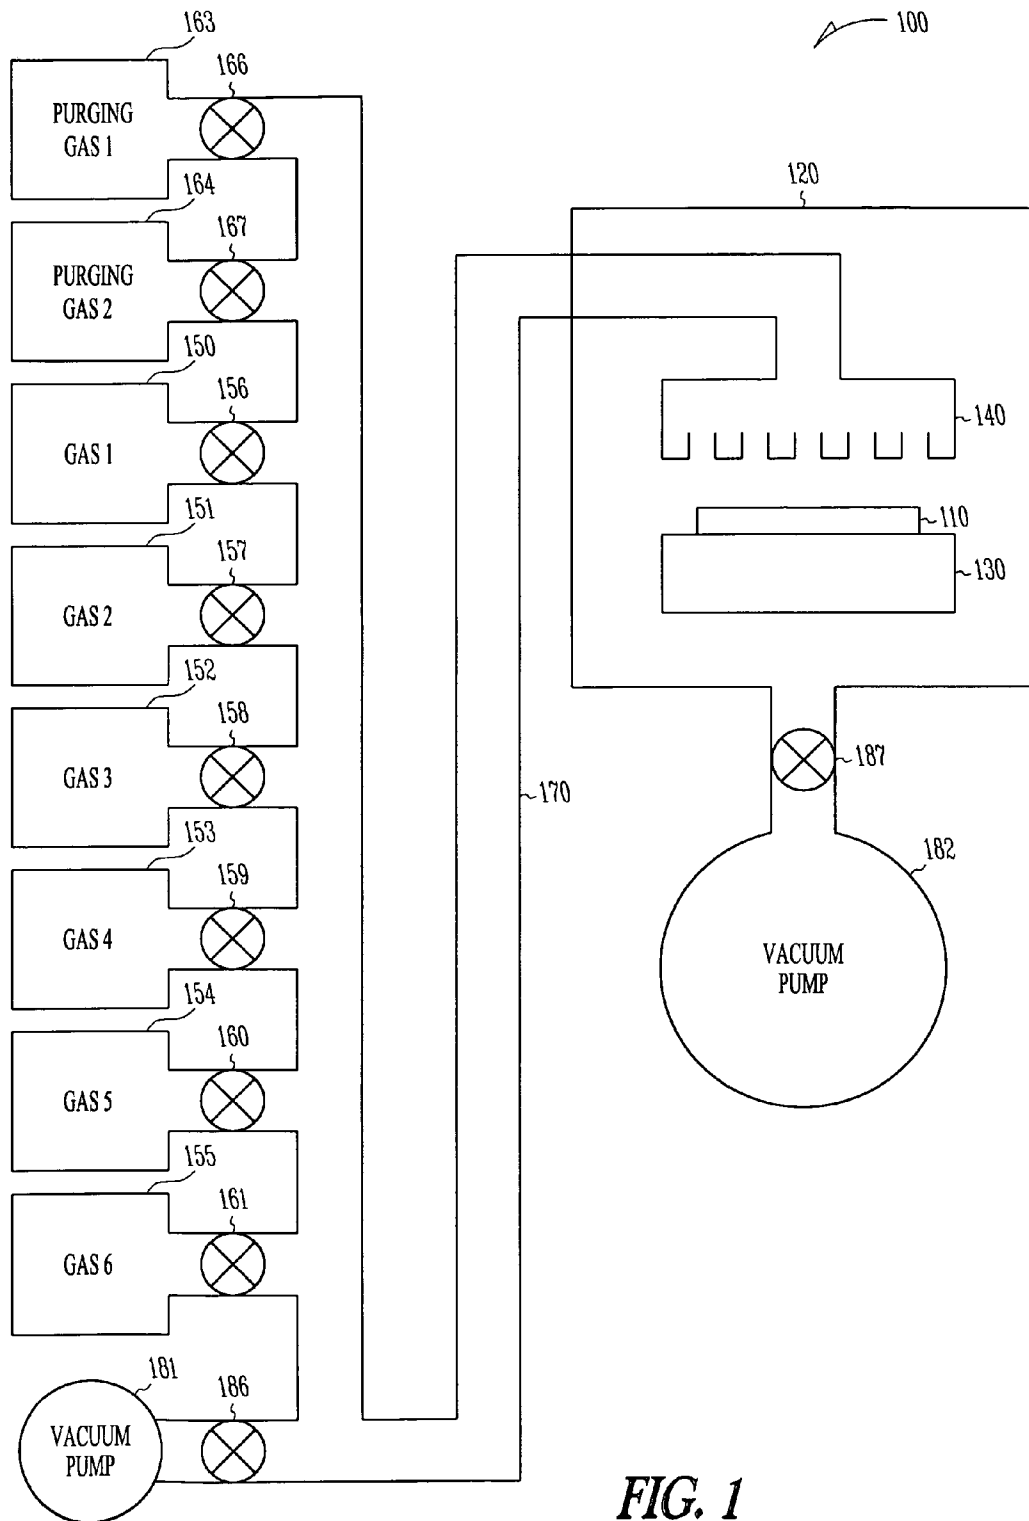 100
163
166
PURGING
GAS 1
120
164
167
PURGING
GAS 2
150
156
GAS 1
140
151
157
GAS 2
110
130
152
158
GAS 3
187
170
153
159
GAS 4
182
VACUUM
PUMP
154
160
GAS 5
155
161
GAS 6
181
186
VACUUM
PUMP
FIG. 1